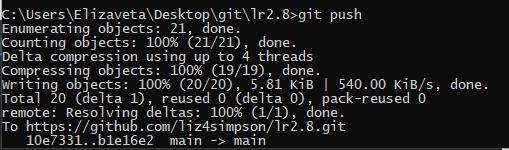 C:\Users\Elizaveta\Desktop\git\lr2.8>git push
Enumerating objects: 21, done.
Counting objects: 100% (21/21), done.
Delta compression using up to 4 threads
Compressing objects: 100% (19/19), done.
Writing objects: 100% (20/20), 5.81 KiB | 540.00 KiB/s, done.
Total 20 (delta 1), reused 0 (delta 0), pack-reused 0
remote: Resolving deltas: 100% (1/1), done.
To https://github.com/liz4simpson/lr2.8.git
   10e7331..b1e16e2  main -> main